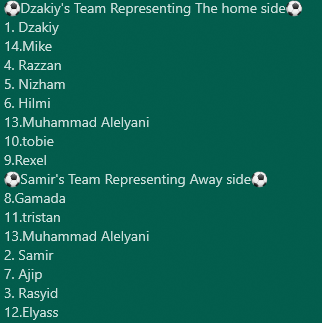 ⚽Dzakiy's Team Representing The home side⚽
1. Dzakiy
14.Mike
4. Razzan
5. Nizham
6. Hilmi
13.Muhammad Alelyani
10.tobie
9.Rexel
⚽Samir's Team Representing Away side⚽
8.Gamada
11.tristan
13.Muhammad Alelyani
2. Samir
7. Ajip
3. Rasyid
12.Elyass